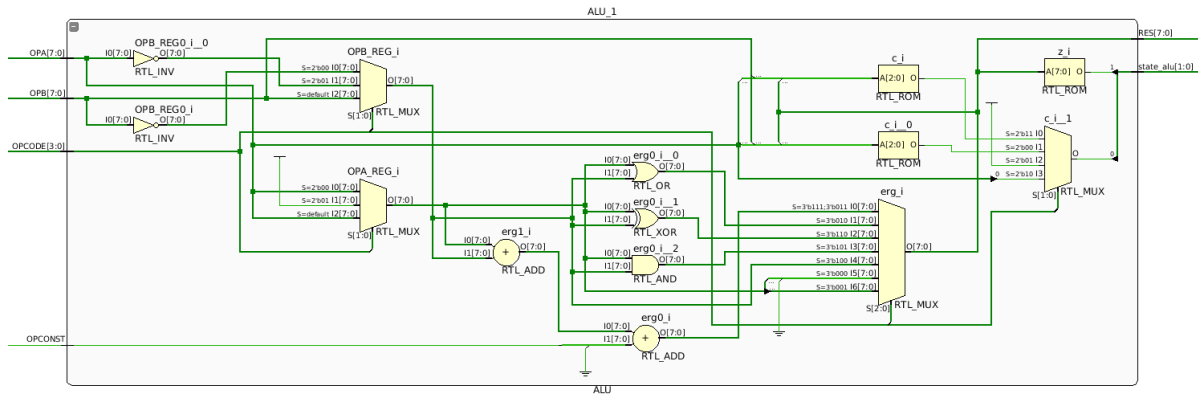 ALU_1
OPA[7:0]
OPB[7:0]
OPCODE[3:0]
OPCONST
OPB_REG0_i__0
I0[7:0] O[7:0]
RTL_INV
OPB_REG0_i
I0[7:0] O[7:0]
RTL_INV
OPB_REG_i
S=2'b00 I0[7:0]
S=2'b01 I1[7:0]
S=default I2[7:0]
O[7:0]
S[1:0]
RTL_MUX
OPA_REG_i
S=2'b00 I0[7:0]
S=2'b01 I1[7:0]
S=default I2[7:0]
O[7:0]
S[1:0]
RTL_MUX
erg1_i
I0[7:0]
I1[7:0]
O[7:0]
+
RTL_ADD
erg0_i__0
I0[7:0]
I1[7:0]
O[7:0]
RTL_OR
erg0_i__1
I0[7:0]
I1[7:0]
O[7:0]
RTL_XOR
erg0_i__2
I0[7:0]
I1[7:0]
O[7:0]
RTL_AND
erg0_i
I0[7:0]
I1[7:0]
O[7:0]
+
RTL_ADD
erg_i
S=3'b111;3'b011 I0[7:0]
S=3'b010 I1[7:0]
S=3'b110 I2[7:0]
S=3'b101 I3[7:0]
S=3'b100 I4[7:0]
S=3'b000 I5[7:0]
S=3'b001 I6[7:0]
O[7:0]
S[2:0]
RTL_MUX
c_i
A[2:0] O
RTL_ROM
c_i__0
A[2:0] O
RTL_ROM
z_i
A[7:0] O
RTL_ROM
c_i__1
S=2'b11 I0
S=2'b00 I1
S=2'b01 I2
0 S=2'b10 I3
O
S[1:0]
RTL_MUX
1
0
RES[7:0]
state_alu[1:0]
ALU